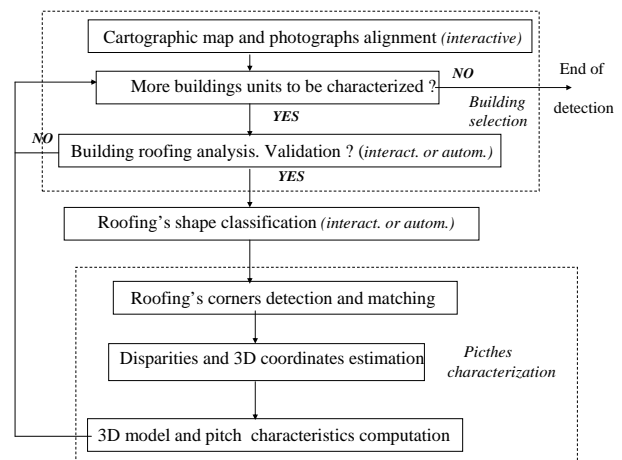 Cartographic map and photographs alignment (interactive)
More buildings units to be characterized ?
NO
End of
detection
Building
selection
YES
NO
Building roofing analysis. Validation ? (interact. or autom.)
YES
Roofing's shape classification (interact. or autom.)
Roofing's corners detection and matching
Disparities and 3D coordinates estimation
Picthes
characterization
3D model and pitch characteristics computation